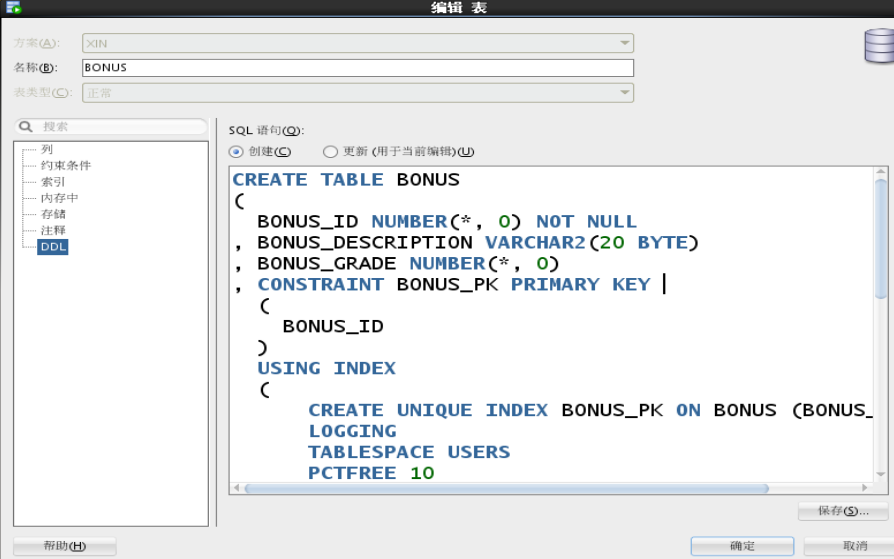 编辑 表
方案(A): XIN
名称(B): BONUS
表类型(C): 正常
搜索
列
约束条件
索引
内存中
存储
注释
DDL
SQL 语句(Q):
创建(C) 更新 (用于当前编辑)(U)
CREATE TABLE BONUS
(
BONUS_ID NUMBER(*, 0) NOT NULL
, BONUS_DESCRIPTION VARCHAR2(20 BYTE)
, BONUS_GRADE NUMBER(*, 0)
, CONSTRAINT BONUS_PK PRIMARY KEY
(
BONUS_ID
)
USING INDEX
(
CREATE UNIQUE INDEX BONUS_PK ON BONUS (BONUS_
LOGGING
TABLESPACE USERS
PCTFREE 10
保存(S)...
帮助(H) 确定 取消